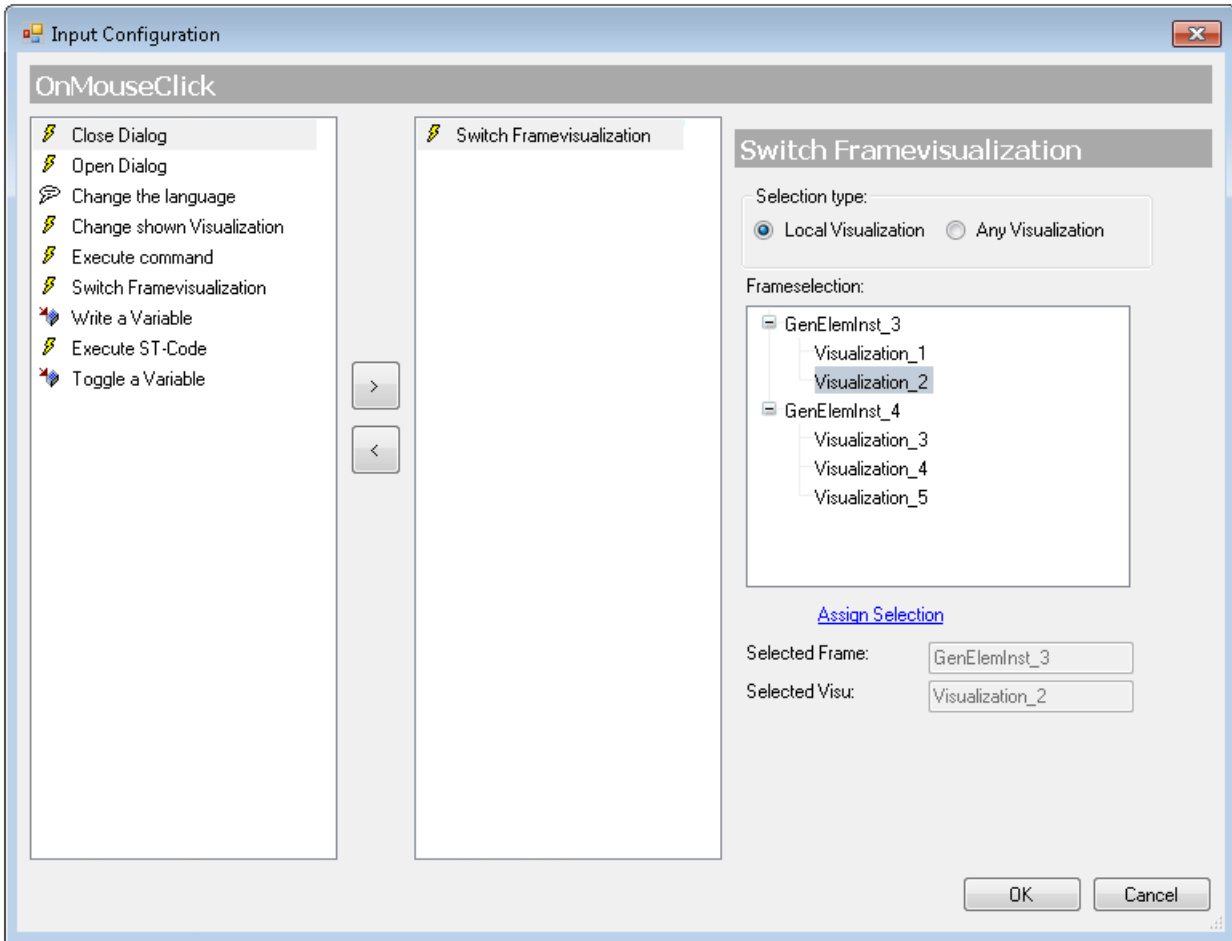 Input Configuration
OnMouseClick
Close Dialog
Open Dialog
Change the language
Change shown Visualization
Execute command
Switch Framevisualization
Write a Variable
Execute ST-Code
Toggle a Variable
>
<
Switch Framevisualization
Switch Framevisualization
Selection type:
Local Visualization Any Visualization
Frameselection:
GenElemInst_3
Visualization_1
Visualization_2
GenElemInst_4
Visualization_3
Visualization_4
Visualization_5
Assign Selection
Selected Frame: GenElemInst_3
Selected Visu: Visualization_2
OK Cancel